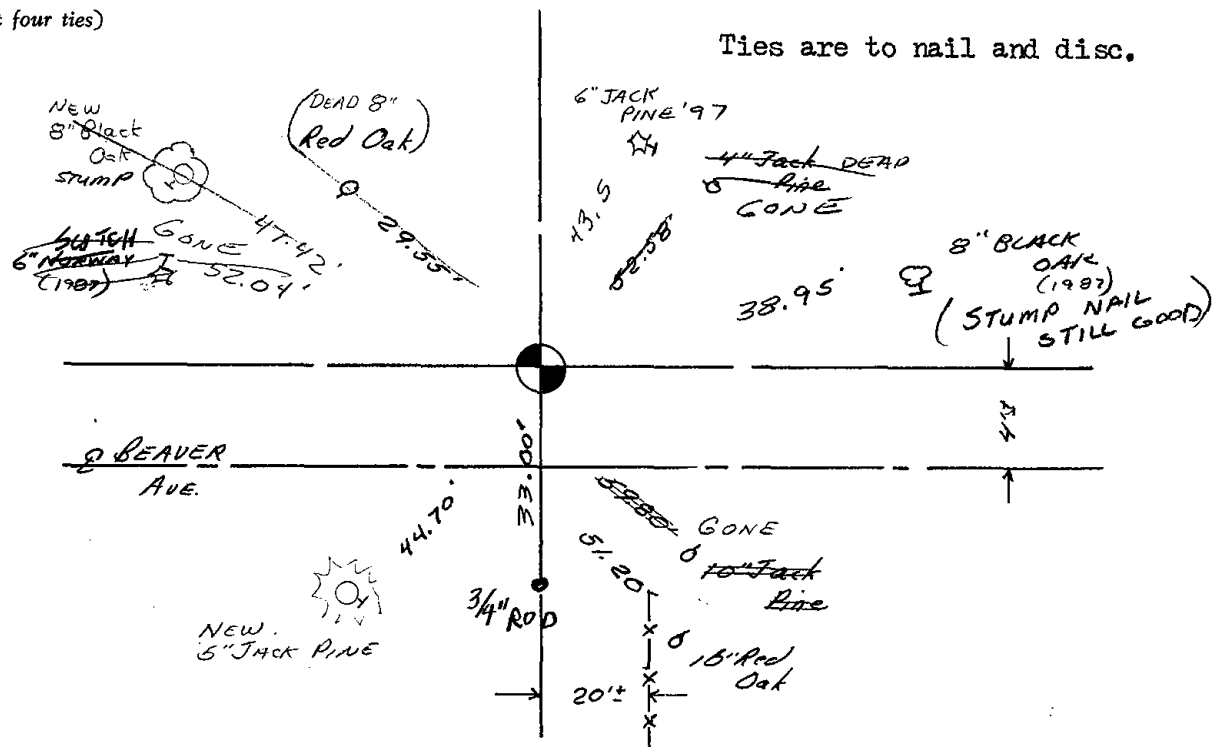 t four ties)
Ties are to nail and disc.
NEW
8" Black
Oak
STUMP
(DEAD 8"
Red Oak)
6" JACK
PINE '97
4" Jack DEAD
Pine
GONE
GONE
6" NORWAY
(1987)
47.42'
52.04'
29.55'
43.5
38.95'
8" BLACK
OAK
(1987)
(STUMP NAIL
STILL GOOD)
4'±
BEAVER
AVE.
33.00'
44.70'
GONE
51.20
10" Jack
Pine
3/4" ROD
NEW
5" JACK PINE
Red
Oak
20'±